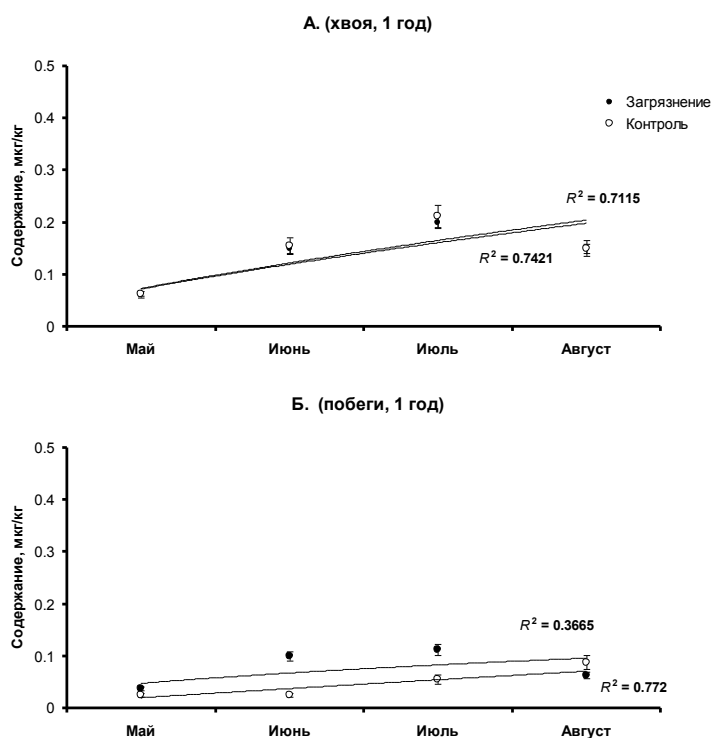 А. (хвоя, 1 год)
Содержание, мкг/кг
0.5
0.4
0.3
0.2
0.1
0
Загрязнение
Контроль
R² = 0.7115
R² = 0.7421
Май Июнь Июль Август
Б. (побеги, 1 год)
Содержание, мкг/кг
0.5
0.4
0.3
0.2
0.1
0
R² = 0.3665
R² = 0.772
Май Июнь Июль Август